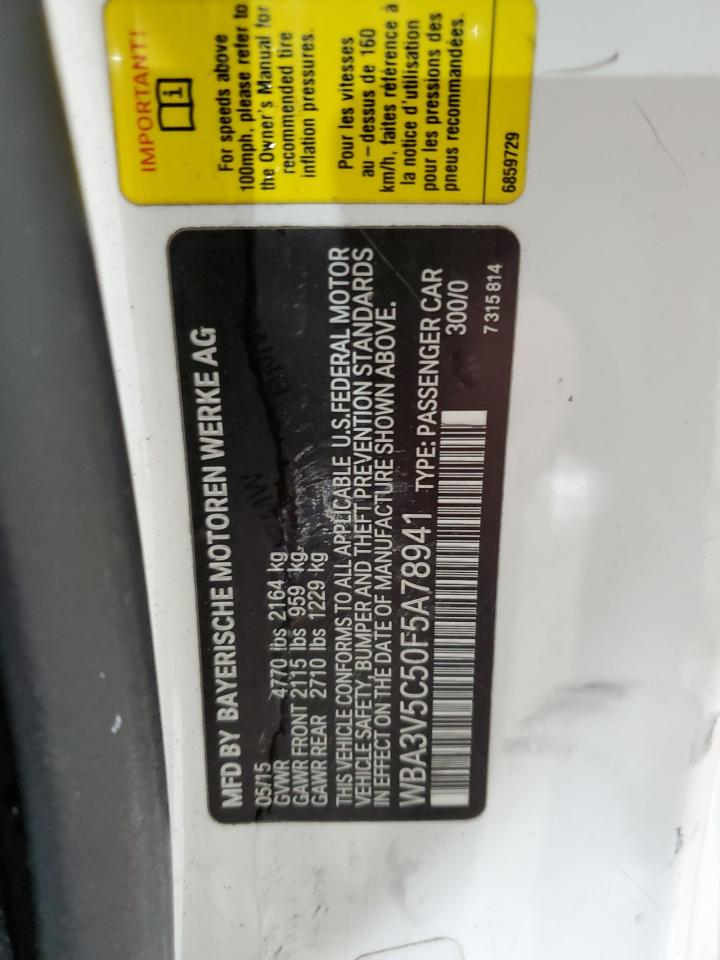 IMPORTANT!
For speeds above
100mph, please refer to
the Owner's Manual for
recommended tire
inflation pressures.
Pour les vitesses
au – dessus de 160
km/h, faites référence à
la notice d'utilisation
pour les pressions des
pneus recommandées.
6859729
MFD BY BAYERISCHE MOTOREN WERKE AG
05/15
GVWR 4770 lbs 2164 kg
GAWR FRONT 2115 lbs 959 kg
GAWR REAR 2710 lbs 1229 kg
THIS VEHICLE CONFORMS TO ALL APPLICABLE U.S.FEDERAL MOTOR
VEHICLE SAFETY, BUMPER AND THEFT PREVENTION STANDARDS
IN EFFECT ON THE DATE OF MANUFACTURE SHOWN ABOVE.
WBA3V5C50F5A78941 TYPE: PASSENGER CAR
300/0
7315814